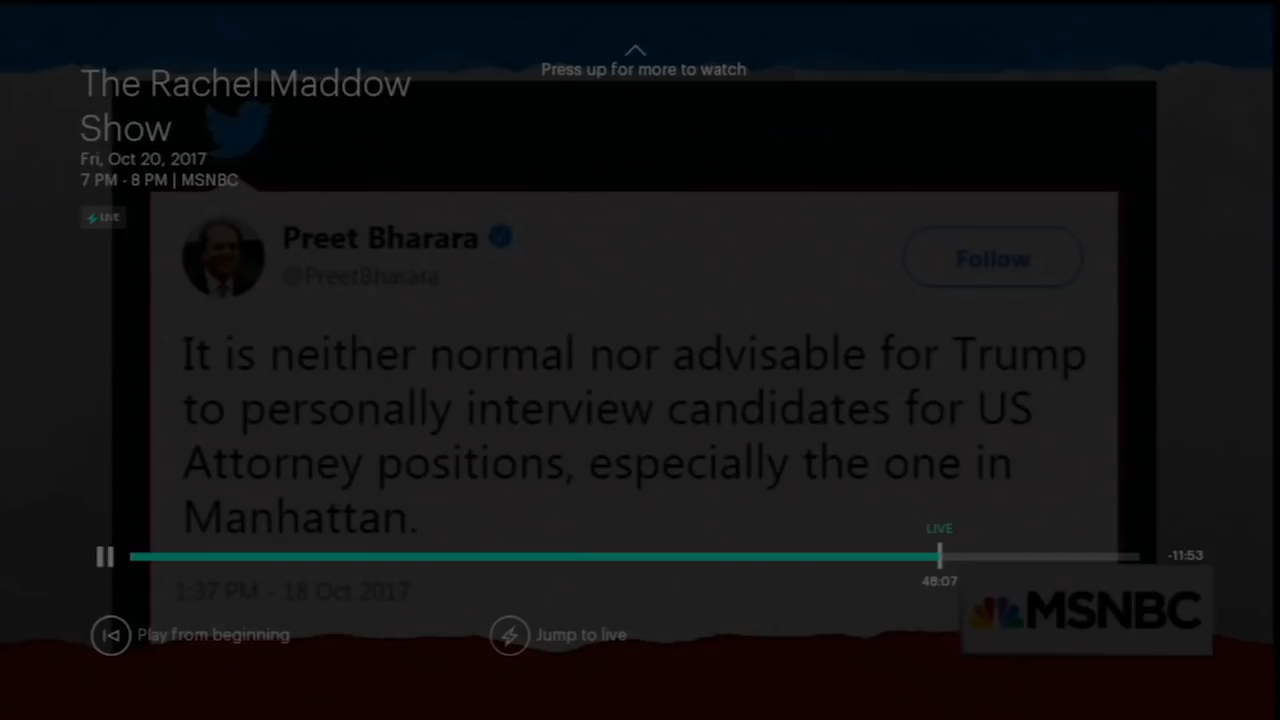 Press up for more to watch
The Rachel Maddow
Show
Fri, Oct 20, 2017
7 PM - 8 PM | MSNBC
LIVE
Preet Bharara
@PreetBharara
Follow
It is neither normal nor advisable for Trump
to personally interview candidates for US
Attorney positions, especially the one in
Manhattan.
LIVE
-11:53
48:07
1:37 PM - 18 Oct 2017
MSNBC
Play from beginning
Jump to live